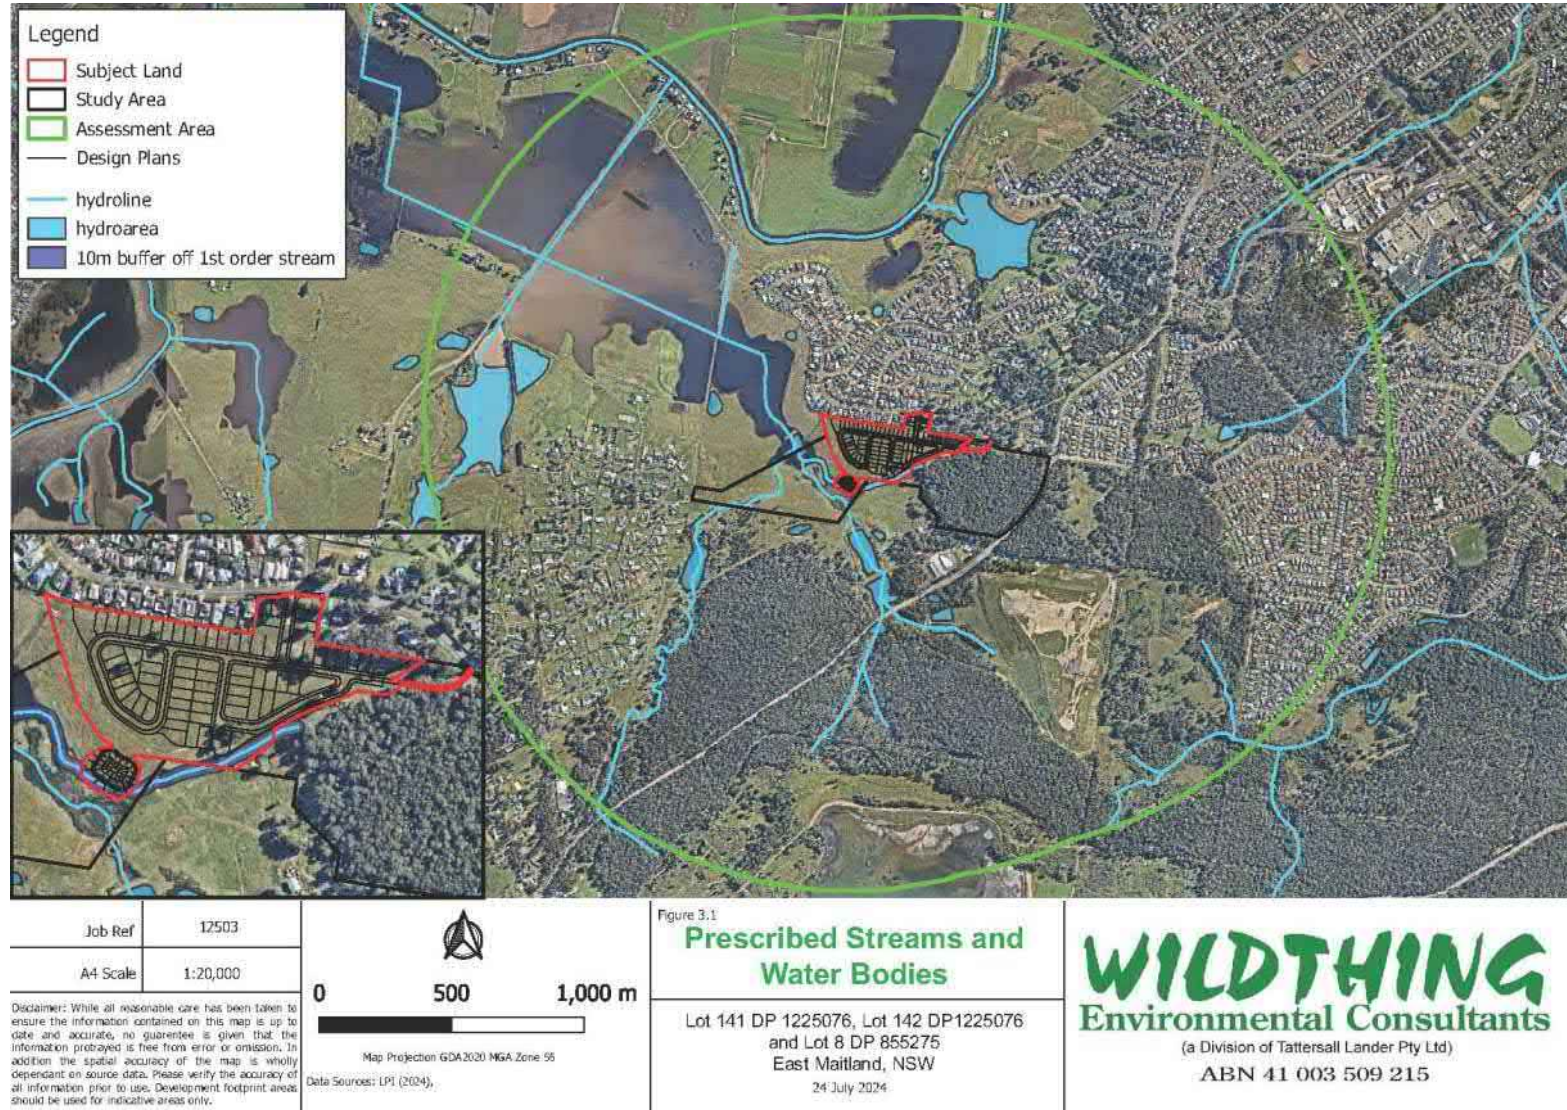 Legend
Subject Land
Study Area
Assessment Area
Design Plans
hydroline
hydroarea
10m buffer off 1st order stream
Job Ref
12503
A4 Scale
1:20,000
Disclaimer: While all reasonable care has been taken to
ensure the information contained on this map is up to
date and accurate, no guarentee is given that the
information protrayed is free from error or omission. In
addition the spatial accuracy of the map is wholly
dependant on source data. Please verify the accuracy of
all information prior to use. Development footprint areas
should be used for indicative areas only.
0 500 1,000 m
Map Projection GDA2020 MGA Zone 56
Data Sources: LPI (2024),
Figure 3.1
Prescribed Streams and
Water Bodies
Lot 141 DP 1225076, Lot 142 DP1225076
and Lot 8 DP 855275
East Maitland, NSW
24 July 2024
WILDTHING
Environmental Consultants
(a Division of Tattersall Lander Pty Ltd)
ABN 41 003 509 215